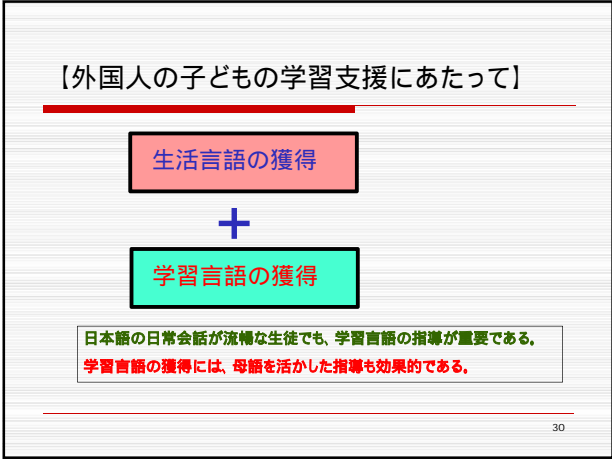 【外国人の子どもの学習支援にあたって】
生活言語の獲得
+
学習言語の獲得
日本語の日常会話が流暢な生徒でも、学習言語の指導が重要である。
学習言語の獲得には、母語を活かした指導も効果的である。
30